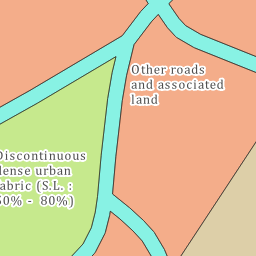 Other roads
and associated
land
Discontinuous
dense urban
fabric (S.L. :
50% - 80%)